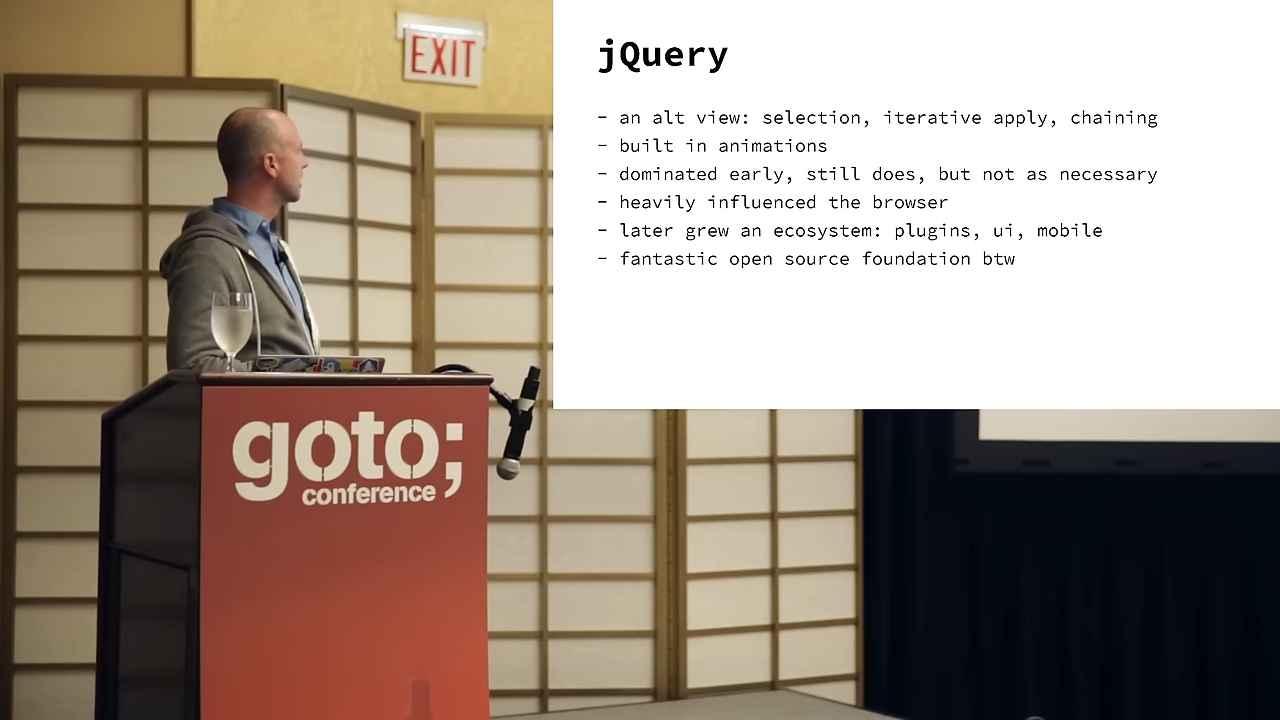 EXIT
jQuery
- an alt view: selection, iterative apply, chaining
- built in animations
- dominated early, still does, but not as necessary
- heavily influenced the browser
- later grew an ecosystem: plugins, ui, mobile
- fantastic open source foundation btw
goto;
conference